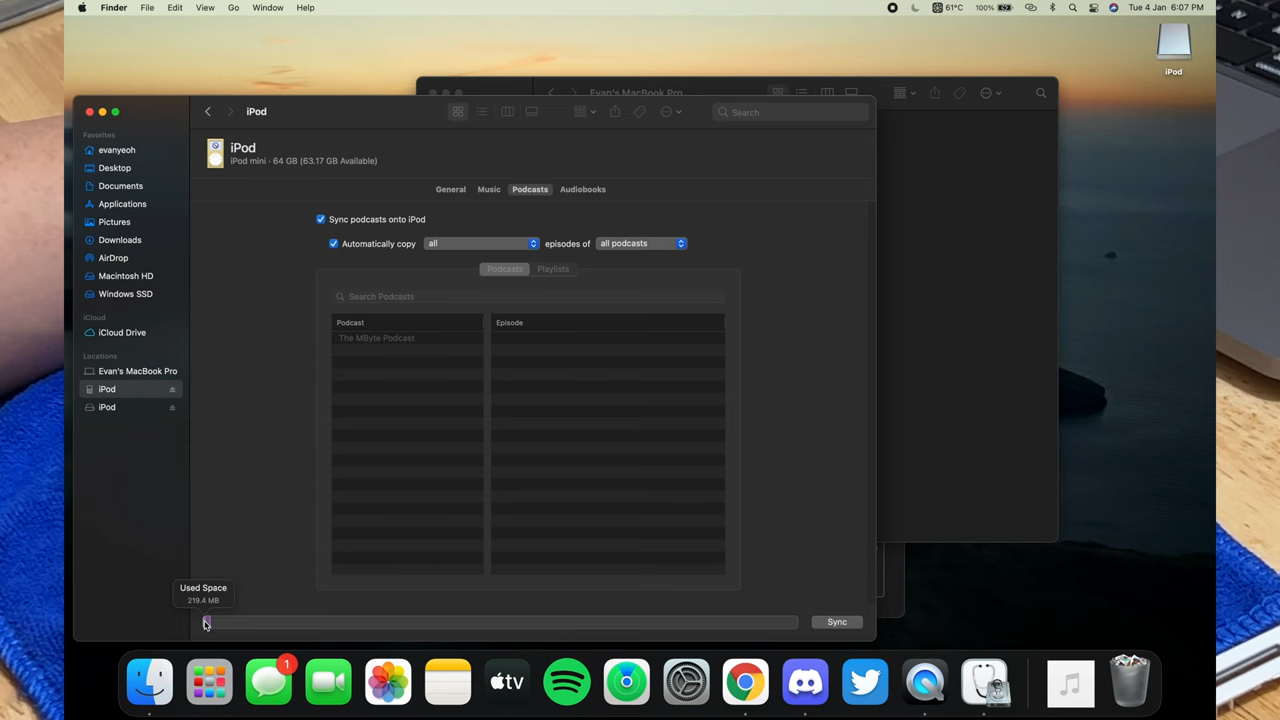 Finder File Edit View Go Window Help
61°C 100% Tue 4 Jan 6:07 PM
iPod
Evan's MacBook Pro
iPod
Search
Favorites
evanyeoh
Desktop
Documents
Applications
Pictures
Downloads
AirDrop
Macintosh HD
Windows SSD
iCloud
iCloud Drive
Locations
Evan's MacBook Pro
iPod
iPod
iPod
iPod mini · 64 GB (63.17 GB Available)
General Music Podcasts Audiobooks
Sync podcasts onto iPod
Automatically copy all episodes of all podcasts
Podcasts Playlists
Search Podcasts
Podcast Episode
The MByte Podcast
Used Space
219.4 MB
Sync
1
tv